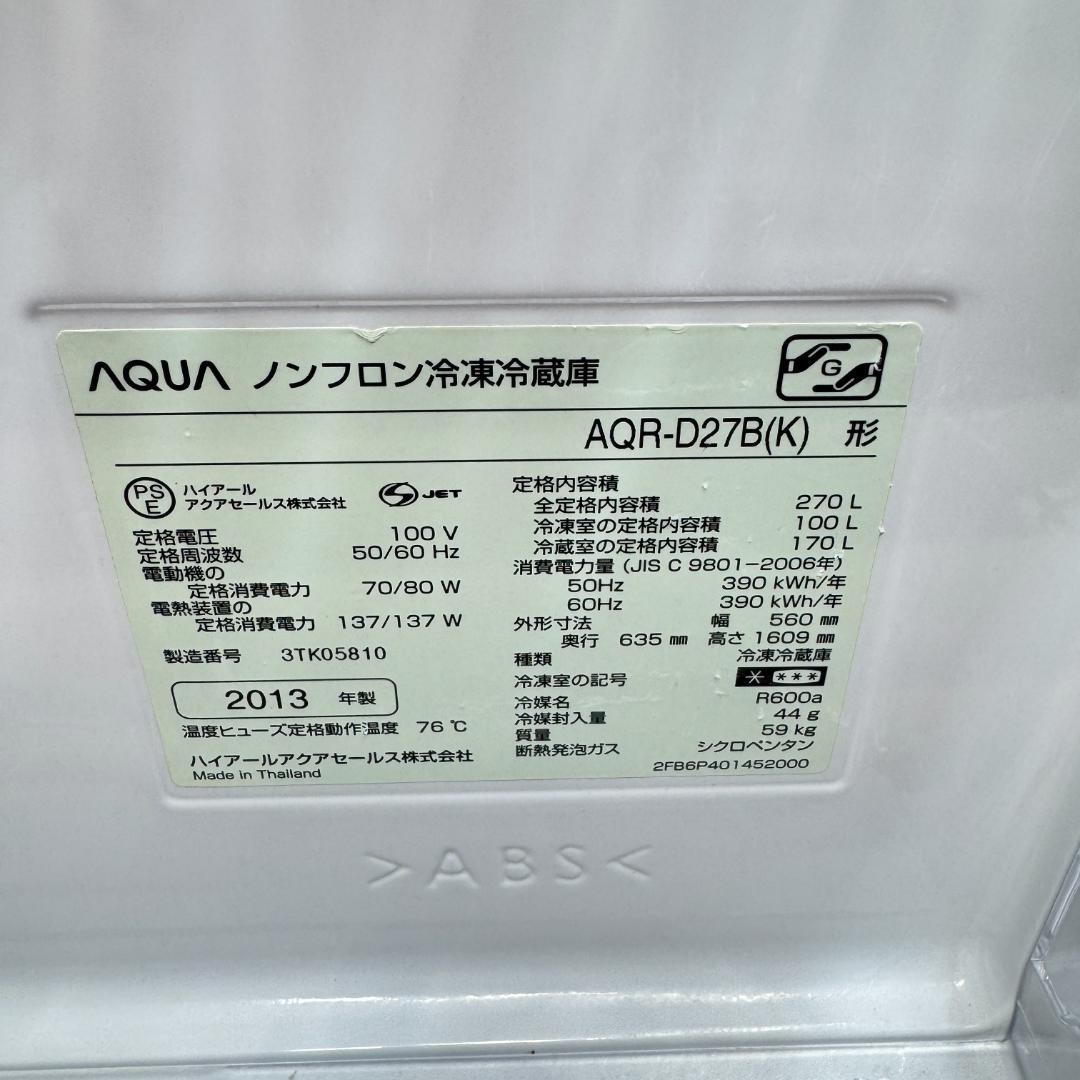 AQUA ノンフロン冷凍冷蔵庫
G
AQR-D27B(K) 形
PS
E
ハイアール
アクアセールス株式会社
JET
定格電圧 100 V
定格周波数 50/60 Hz
電動機の
定格消費電力 70/80 W
電熱装置の
定格消費電力 137/137 W
製造番号 3TK05810
2013 年製
温度ヒューズ定格動作温度 76 ℃
ハイアールアクアセールス株式会社
Made in Thailand
定格内容積
全定格内容積 270 L
冷凍室の定格内容積 100 L
冷蔵室の定格内容積 170 L
消費電力量 (JIS C 9801-2006年)
50Hz 390 kWh/年
60Hz 390 kWh/年
外形寸法 幅 560 ㎜
奥行 635 ㎜ 高さ 1609 ㎜
種類 冷凍冷蔵庫
冷凍室の記号 * ***
冷媒名 R600a
冷媒封入量 44 g
質量 59 kg
断熱発泡ガス シクロペンタン
2FB6P401452000
>ABS<